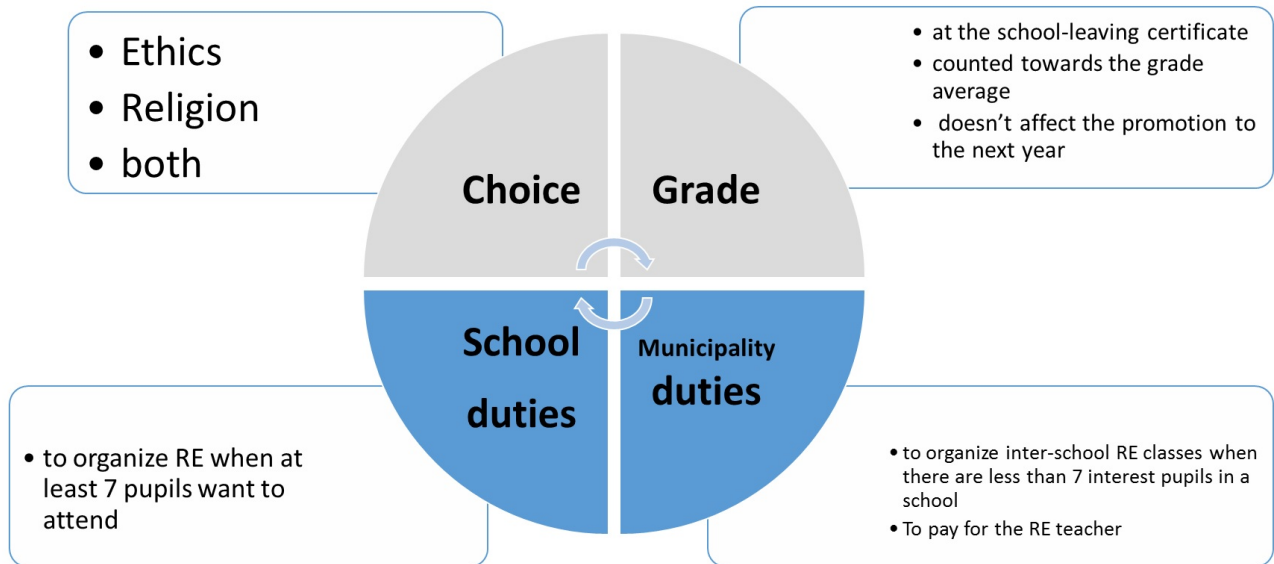 • Ethics
• Religion
• both
Choice
• at the school-leaving certificate
• counted towards the grade
average
• doesn't affect the promotion to
the next year
Grade
School
duties
• to organize RE when at
least 7 pupils want to
attend
Municipality
duties
• to organize inter-school RE classes when
there are less than 7 interest pupils in a
school
• To pay for the RE teacher